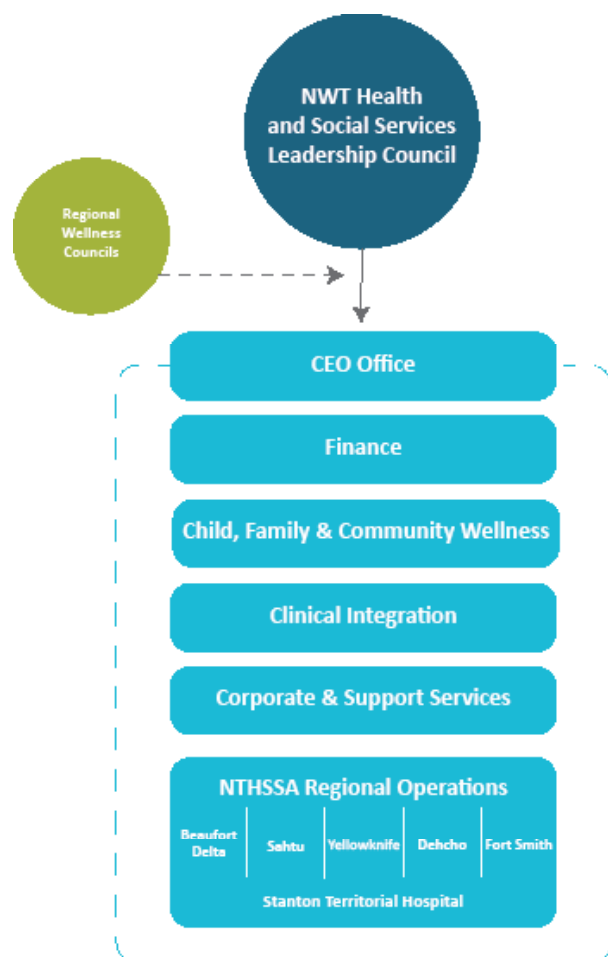 NWT Health
and Social Services
Leadership Council
Regional
Wellness
Councils
CEO Office
Finance
Child, Family & Community Wellness
Clinical Integration
Corporate & Support Services
NTHSSA Regional Operations
Beaufort
Delta
Sahtu
Yellowknife
Dehcho
Fort Smith
Stanton Territorial Hospital